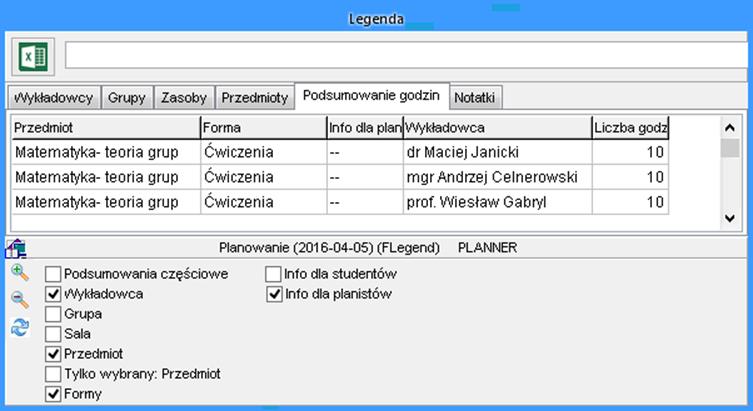 Legenda
Wykładowcy Grupy Zasoby Przedmioty Podsumowanie godzin Notatki
Przedmiot Forma Info dla plan Wykładowca Liczba godz
Matematyka- teoria grup Ćwiczenia -- dr Maciej Janicki 10
Matematyka- teoria grup Ćwiczenia -- mgr Andrzej Celnerowski 10
Matematyka- teoria grup Ćwiczenia -- prof. Wiesław Gabryl 10
Planowanie (2016-04-05) (FLegend) PLANNER
Podsumowania częściowe Info dla studentów
Wykładowca Info dla planistów
Grupa
Sala
Przedmiot
Tylko wybrany: Przedmiot
Formy